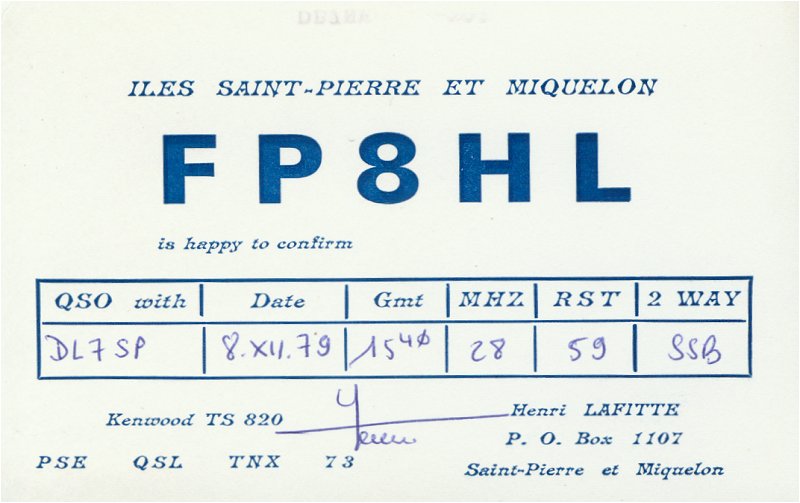 ILES SAINT-PIERRE ET MIQUELON
FP8HL
is happy to confirm
QSO with Date Gmt MHZ RST 2 WAY
DL7SP 8.XII.79 15 4Ø 28 59 SSB
Kenwood TS 820
Henri LAFITTE
P. O. Box 1107
PSE QSL TNX 73
Saint-Pierre et Miquelon